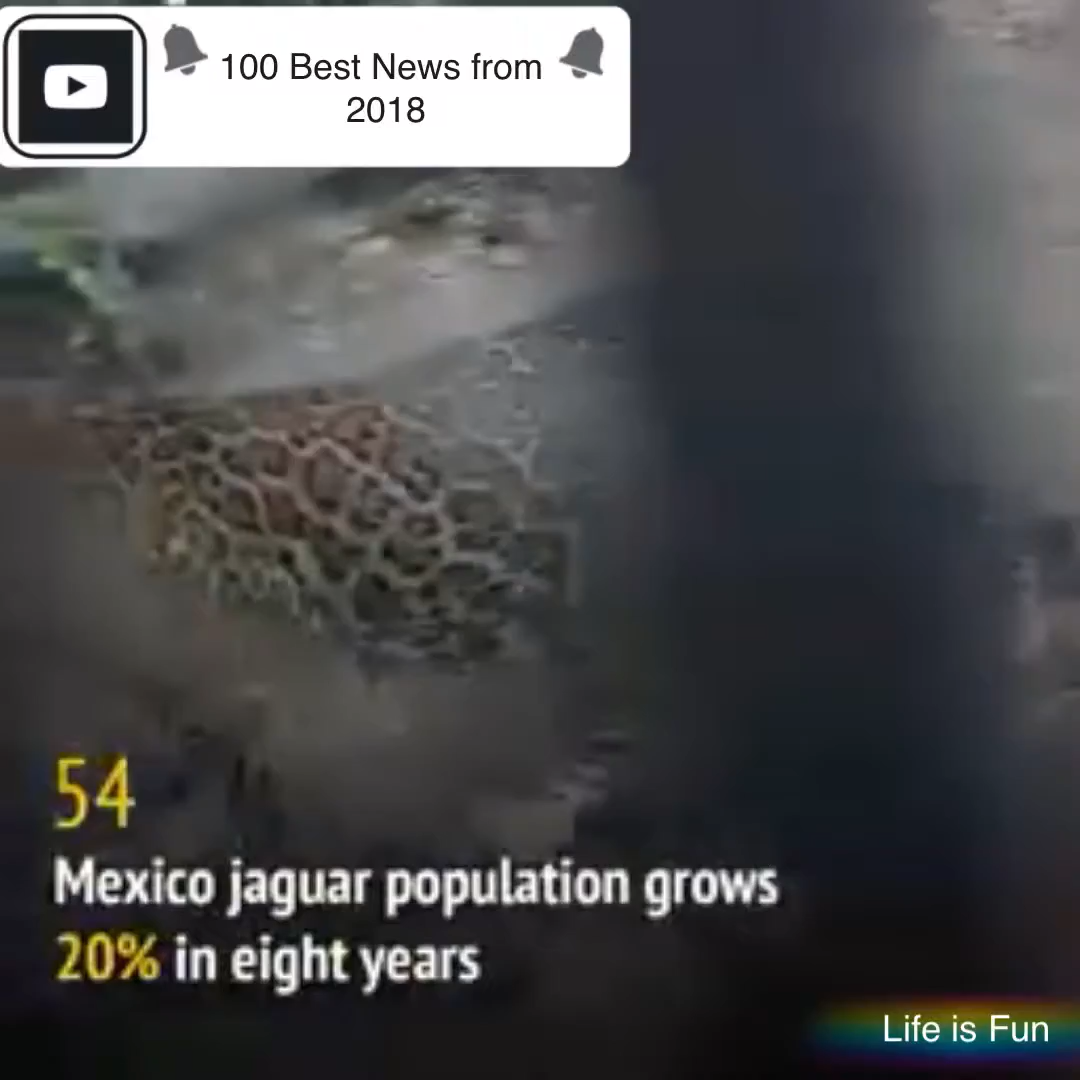 100 Best News from
2018
54
Mexico jaguar population grows
20% in eight years
Life is Fun